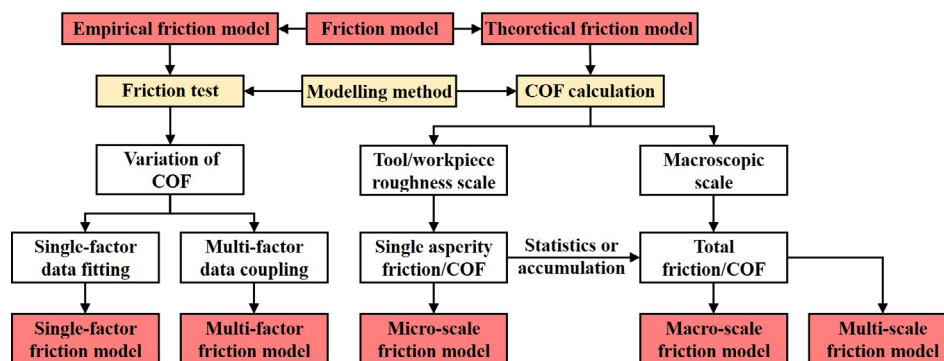 Empirical friction model
Friction model
Theoretical friction model
Friction test
Modelling method
COF calculation
Variation of
COF
Tool/workpiece
roughness scale
Macroscopic
scale
Single-factor
data fitting
Multi-factor
data coupling
Single asperity
friction/COF
Statistics or
accumulation
Total
friction/COF
Single-factor
friction model
Multi-factor
friction model
Micro-scale
friction model
Macro-scale
friction model
Multi-scale
friction model